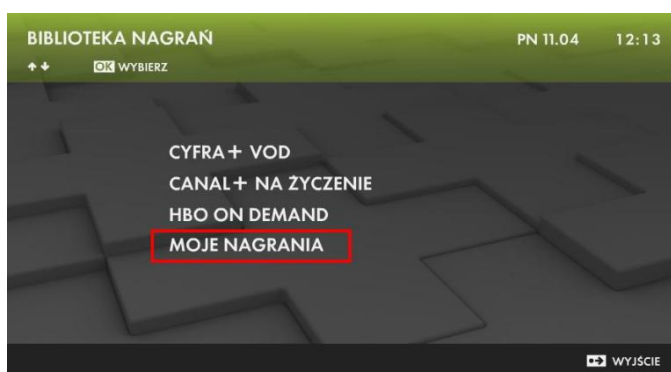 BIBLIOTEKA NAGRAŃ PN 11.04 12:13
OK WYBIERZ
CYFRA+ VOD
CANAL+ NA ŻYCZENIE
HBO ON DEMAND
MOJE NAGRANIA
WYJŚCIE